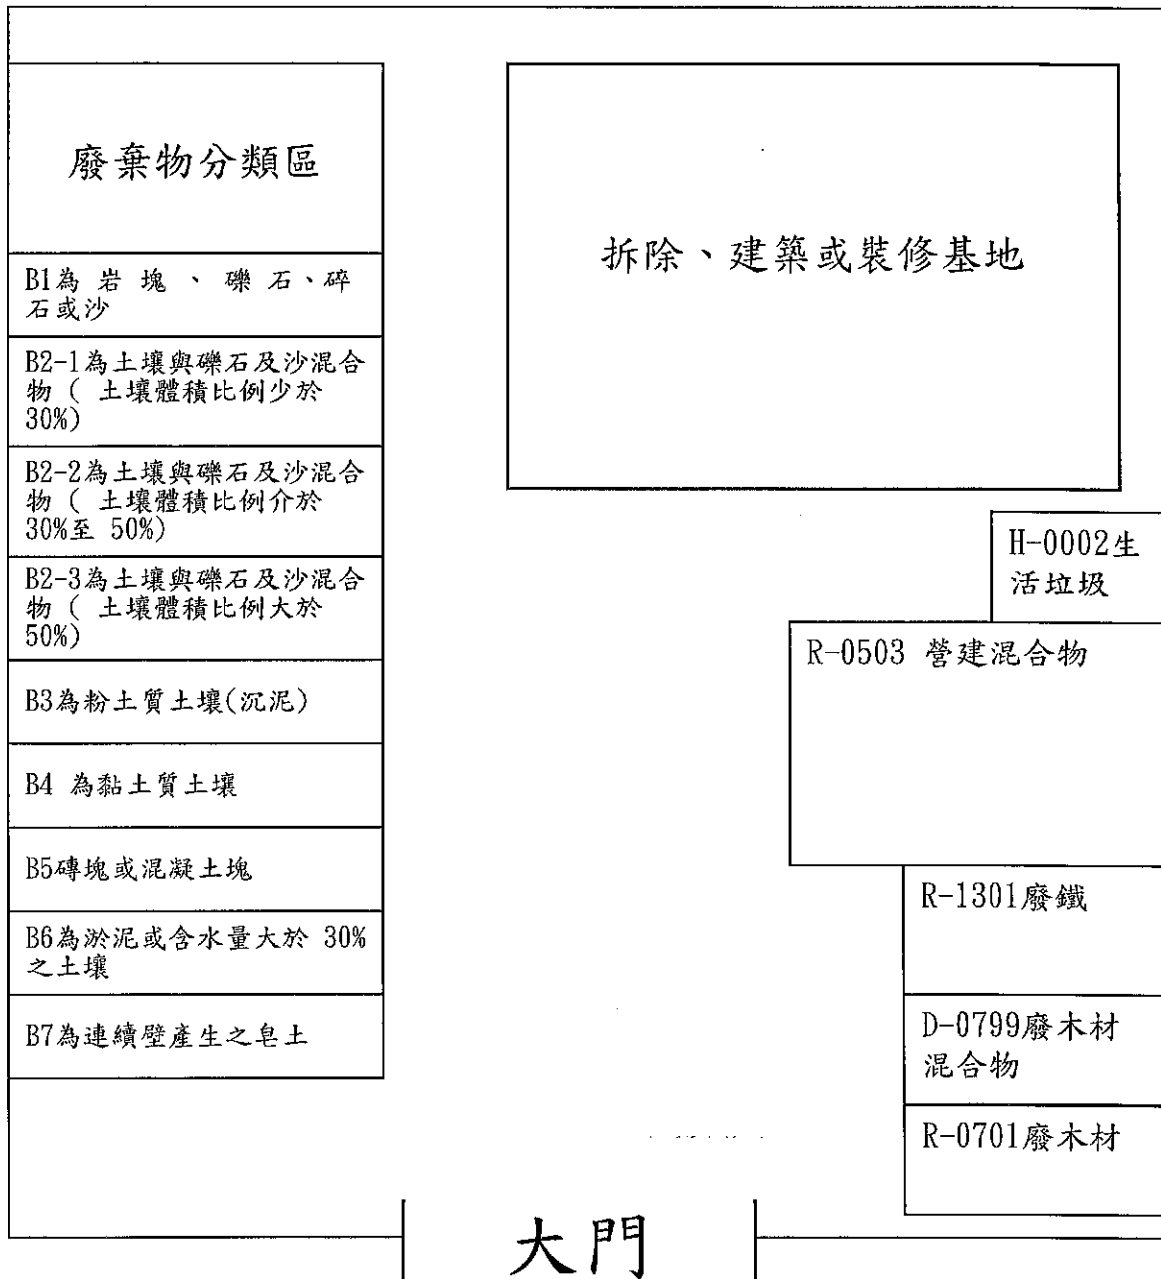 廢棄物分類區
B1為 岩 塊 、 礫 石、碎
石或沙
B2-1為土壤與礫石及沙混合
物 ( 土壤體積比例少於
30%)
B2-2為土壤與礫石及沙混合
物 ( 土壤體積比例介於
30%至 50%)
B2-3為土壤與礫石及沙混合
物 ( 土壤體積比例大於
50%)
B3為粉土質土壤(沉泥)
B4 為黏土質土壤
B5磚塊或混凝土塊
B6為淤泥或含水量大於 30%
之土壤
B7為連續壁產生之皂土
拆除、建築或裝修基地
H-0002生
活垃圾
R-0503 營建混合物
R-1301廢鐵
D-0799廢木材
混合物
R-0701廢木材
大門